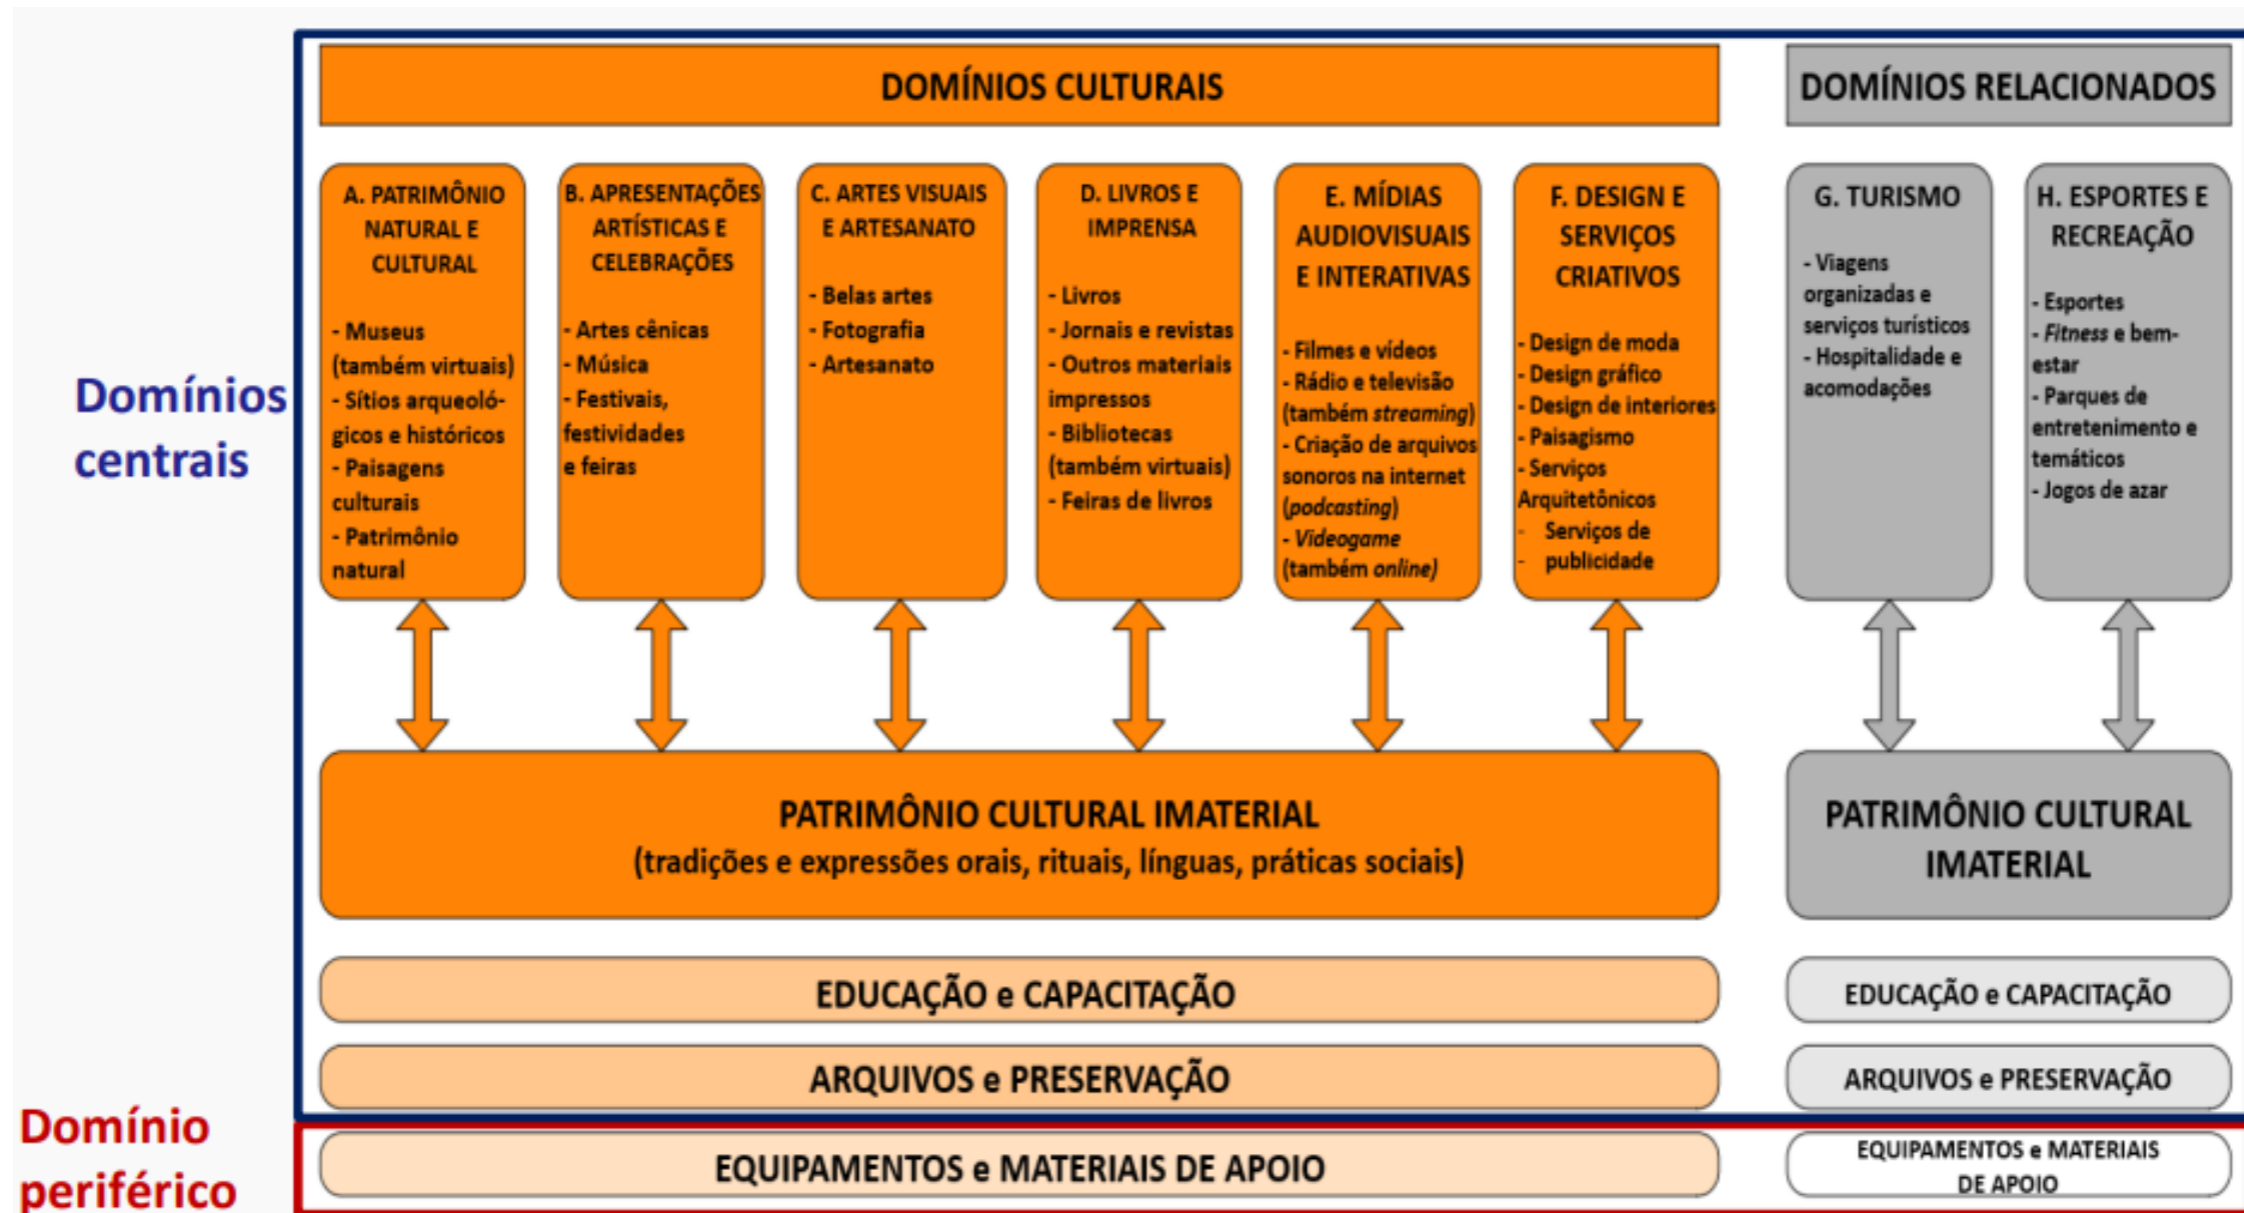 DOMÍNIOS CULTURAIS
DOMÍNIOS RELACIONADOS
Domínios
centrais
A. PATRIMÔNIO
NATURAL E
CULTURAL
- Museus
(também virtuais)
- Sítios arqueoló-
gicos e históricos
- Paisagens
culturais
- Patrimônio
natural
B. APRESENTAÇÕES
ARTÍSTICAS E
CELEBRAÇÕES
- Artes cênicas
- Música
- Festivais,
festividades
e feiras
C. ARTES VISUAIS
E ARTESANATO
- Belas artes
- Fotografia
- Artesanato
D. LIVROS E
IMPRENSA
- Livros
- Jornais e revistas
- Outros materiais
impressos
- Bibliotecas
(também virtuais)
- Feiras de livros
E. MÍDIAS
AUDIOVISUAIS
E INTERATIVAS
- Filmes e vídeos
- Rádio e televisão
(também streaming)
- Criação de arquivos
sonoros na internet
(podcasting)
- Videogame
(também online)
F. DESIGN E
SERVIÇOS
CRIATIVOS
- Design de moda
- Design gráfico
- Design de interiores
- Paisagismo
- Serviços
Arquitetônicos
- Serviços de
- publicidade
G. TURISMO
- Viagens
organizadas e
serviços turísticos
- Hospitalidade e
acomodações
H. ESPORTES E
RECREAÇÃO
- Esportes
- Fitness e bem-
estar
- Parques de
entretenimento e
temáticos
- Jogos de azar
PATRIMÔNIO CULTURAL IMATERIAL
(tradições e expressões orais, rituais, línguas, práticas sociais)
PATRIMÔNIO CULTURAL
IMATERIAL
EDUCAÇÃO e CAPACITAÇÃO
EDUCAÇÃO e CAPACITAÇÃO
ARQUIVOS e PRESERVAÇÃO
ARQUIVOS e PRESERVAÇÃO
Domínio
periférico
EQUIPAMENTOS e MATERIAIS DE APOIO
EQUIPAMENTOS e MATERIAIS
DE APOIO